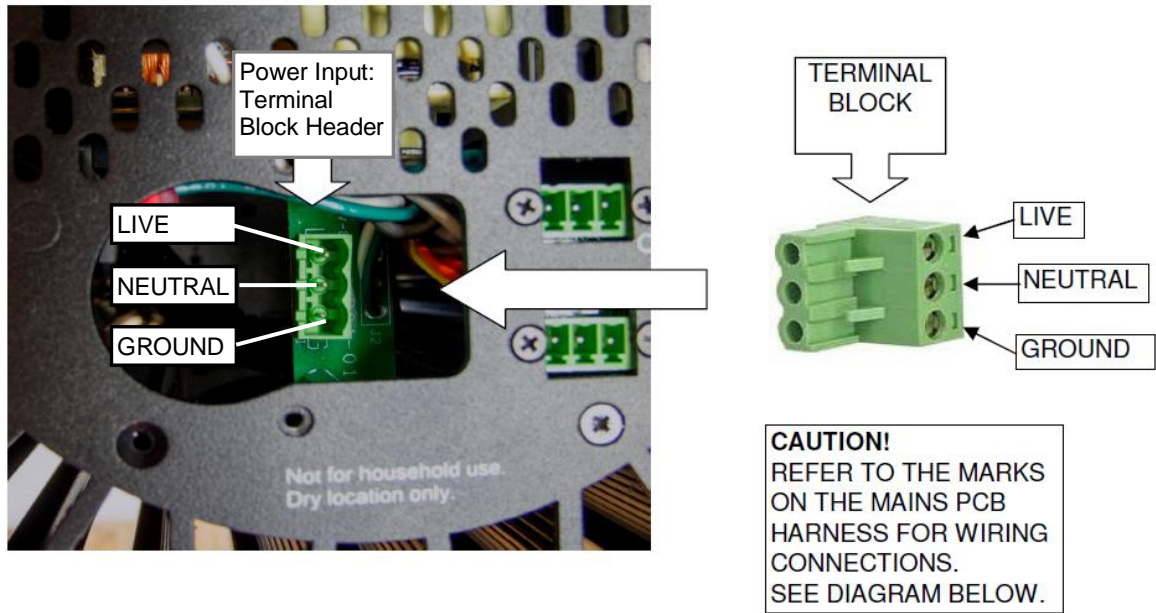 Power Input:
Terminal
Block Header
LIVE
NEUTRAL
GROUND
J2
Not for household use.
Dry location only.
TERMINAL
BLOCK
LIVE
NEUTRAL
GROUND
CAUTION!
REFER TO THE MARKS
ON THE MAINS PCB
HARNESS FOR WIRING
CONNECTIONS.
SEE DIAGRAM BELOW.